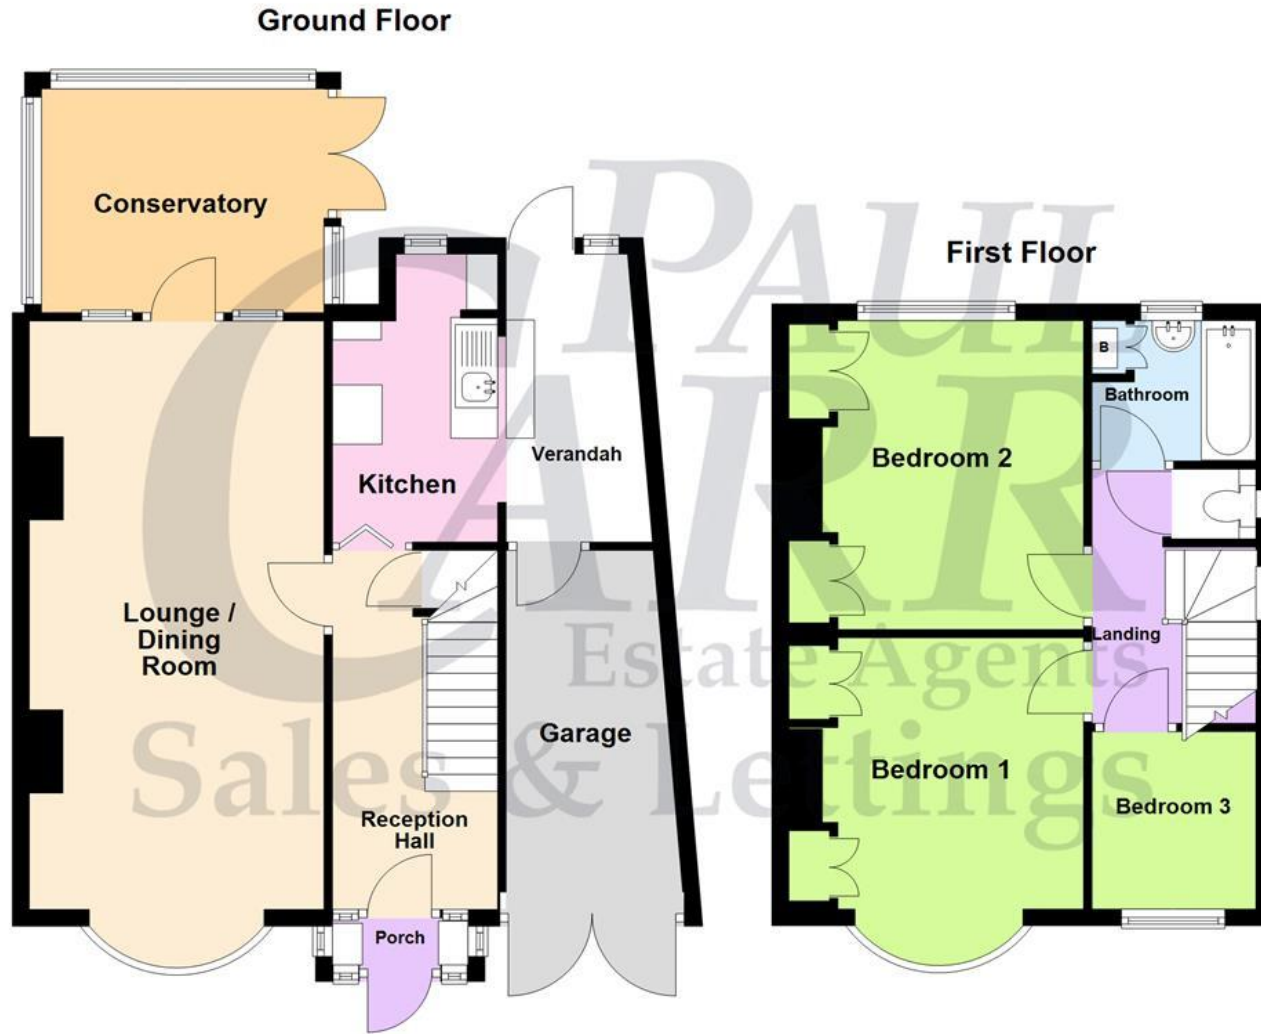 Ground Floor
Conservatory
Kitchen
Verandah
Lounge /
Dining
Room
Garage
Reception
Hall
Porch
First Floor
B
Bathroom
Bedroom 2
Landing
Bedroom 1
Bedroom 3
PAUL
CARR
Estate Agents
Sales & Lettings